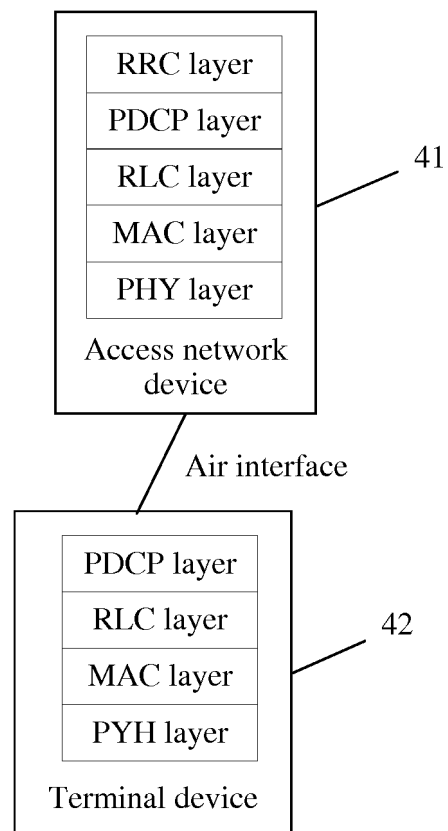 RRC layer
PDCP layer
RLC layer
MAC layer
PHY layer
Access network
device
41
Air interface
PDCP layer
RLC layer
MAC layer
PYH layer
Terminal device
42